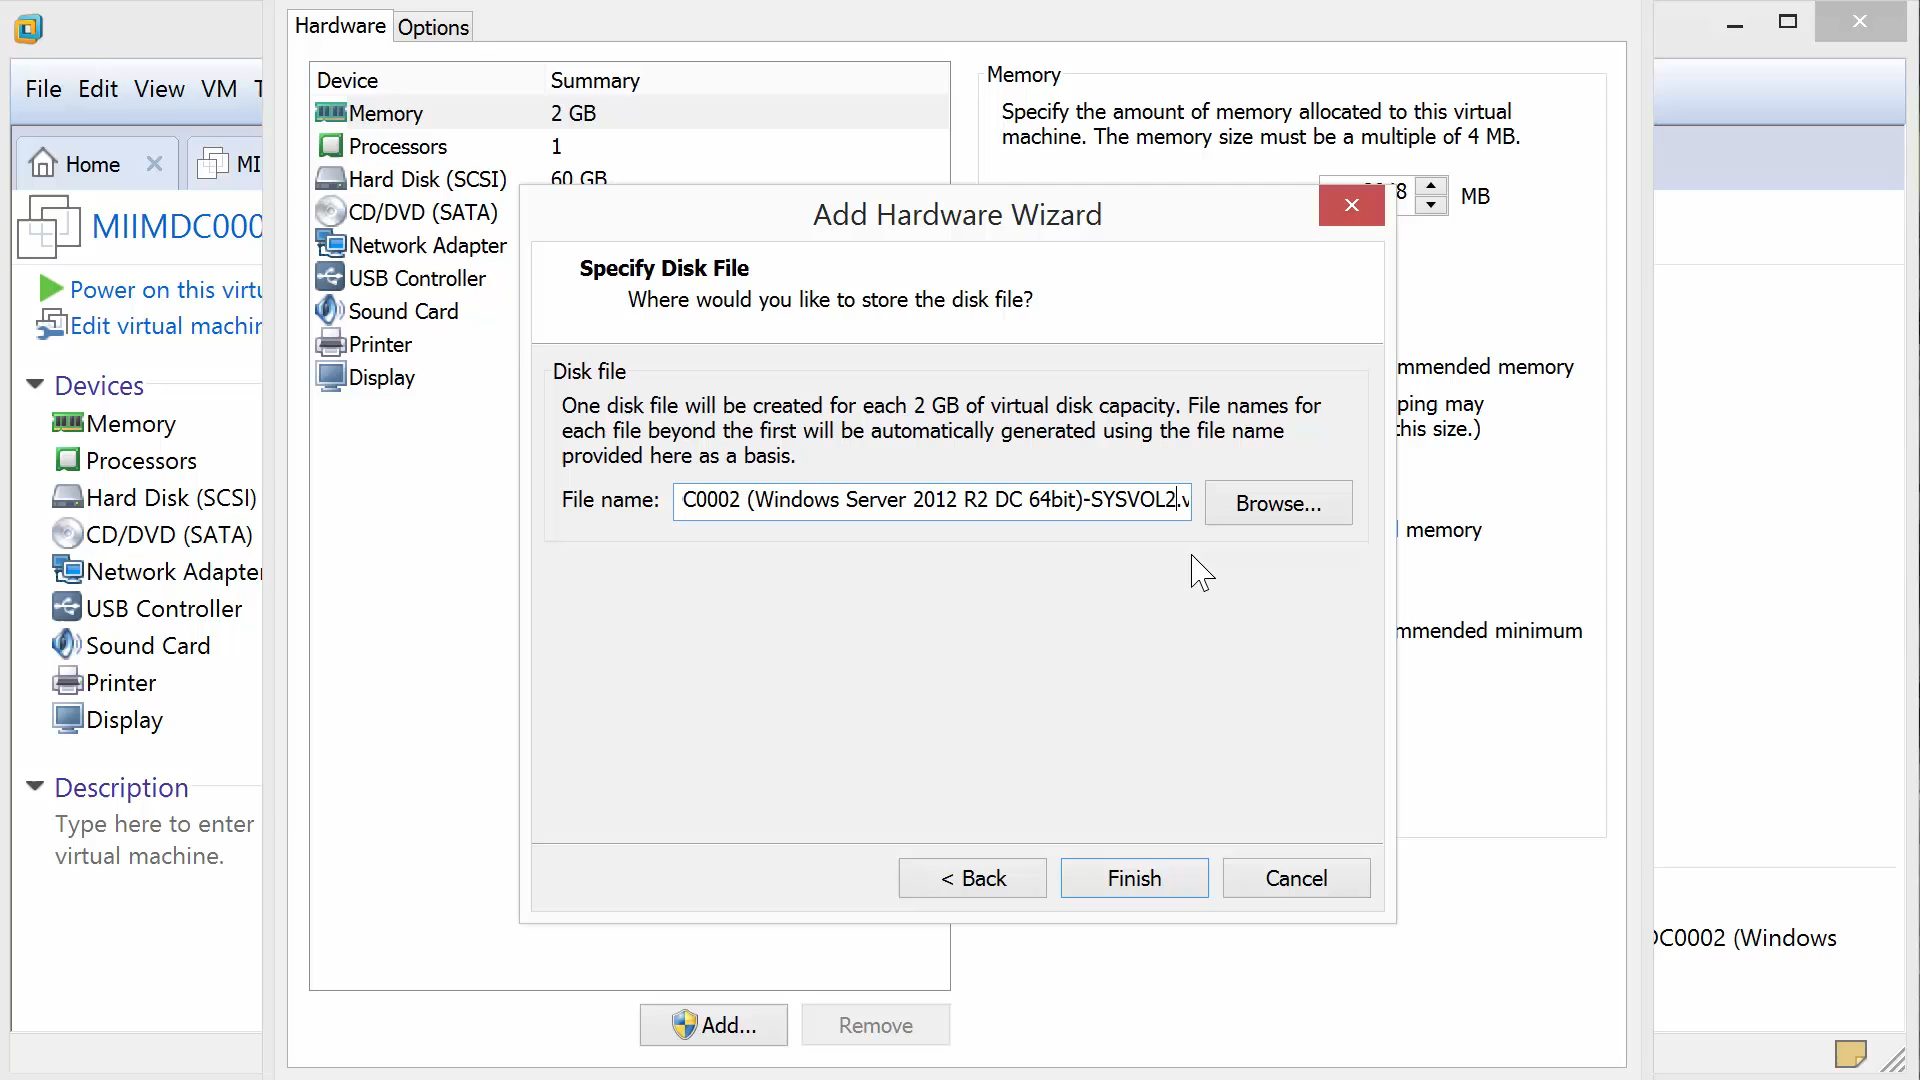 Hardware
Options
File Edit View VM T
Home
MI
MIIMDC000
Power on this virtu
Edit virtual machin
Devices
Memory
Processors
Hard Disk (SCSI)
CD/DVD (SATA)
Network Adapter
USB Controller
Sound Card
Printer
Display
Description
Type here to enter
virtual machine.
Device Summary
Memory 2 GB
Processors 1
Hard Disk (SCSI) 60 GB
CD/DVD (SATA)
Network Adapter
USB Controller
Sound Card
Printer
Display
Add...
Remove
Memory
Specify the amount of memory allocated to this virtual
machine. The memory size must be a multiple of 4 MB.
MB
mmended memory
ping may
this size.)
memory
mmended minimum
Add Hardware Wizard
Specify Disk File
Where would you like to store the disk file?
Disk file
One disk file will be created for each 2 GB of virtual disk capacity. File names for
each file beyond the first will be automatically generated using the file name
provided here as a basis.
File name: C0002 (Windows Server 2012 R2 DC 64bit)-SYSVOL2.v
Browse...
< Back
Finish
Cancel
DC0002 (Windows